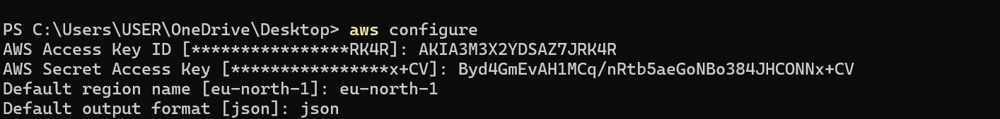 PS C:\Users\USER\OneDrive\Desktop> aws configure
AWS Access Key ID [****************RK4R]: AKIA3M3X2YDSAZ7JRK4R
AWS Secret Access Key [****************x+CV]: 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
Default region name [eu-north-1]: eu-north-1
Default output format [json]: json